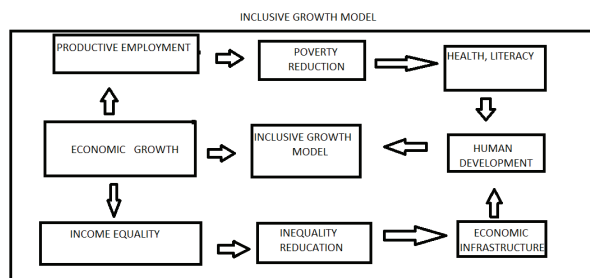 INCLUSIVE GROWTH MODEL
PRODUCTIVE EMPLOYMENT
POVERTY
REDUCTION
HEALTH, LITERACY
ECONOMIC GROWTH
INCLUSIVE GROWTH
MODEL
HUMAN
DEVELOPMENT
INCOME EQUALITY
INEQUALITY
REDUCATION
ECONOMIC
INFRASTRUCTURE